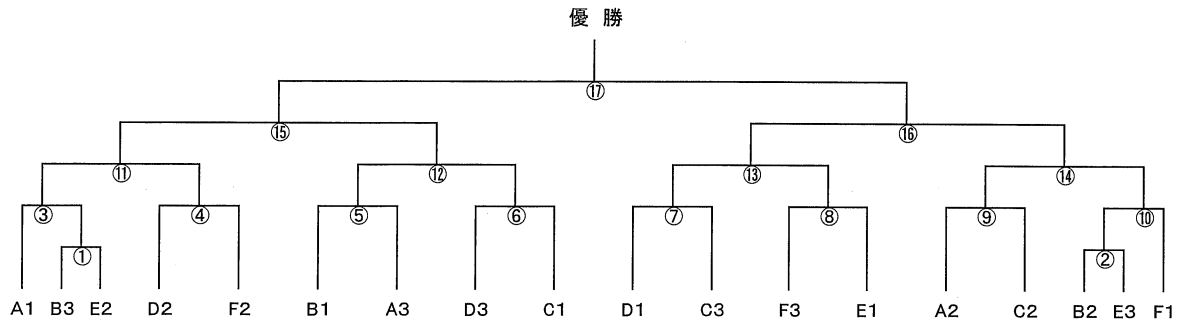 優勝
⑰
⑮ ⑯
⑪ ⑫ ⑬ ⑭
③ ④ ⑤ ⑥ ⑦ ⑧ ⑨ ⑩
① ②
A1 B3 E2 D2 F2 B1 A3 D3 C1 D1 C3 F3 E1 A2 C2 B2 E3 F1